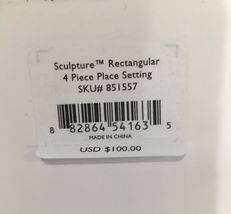 Sculpture™ Rectangular
4 Piece Place Setting
SKU# 851557
8 82864 54163 5
MADE IN CHINA
USD $100.00